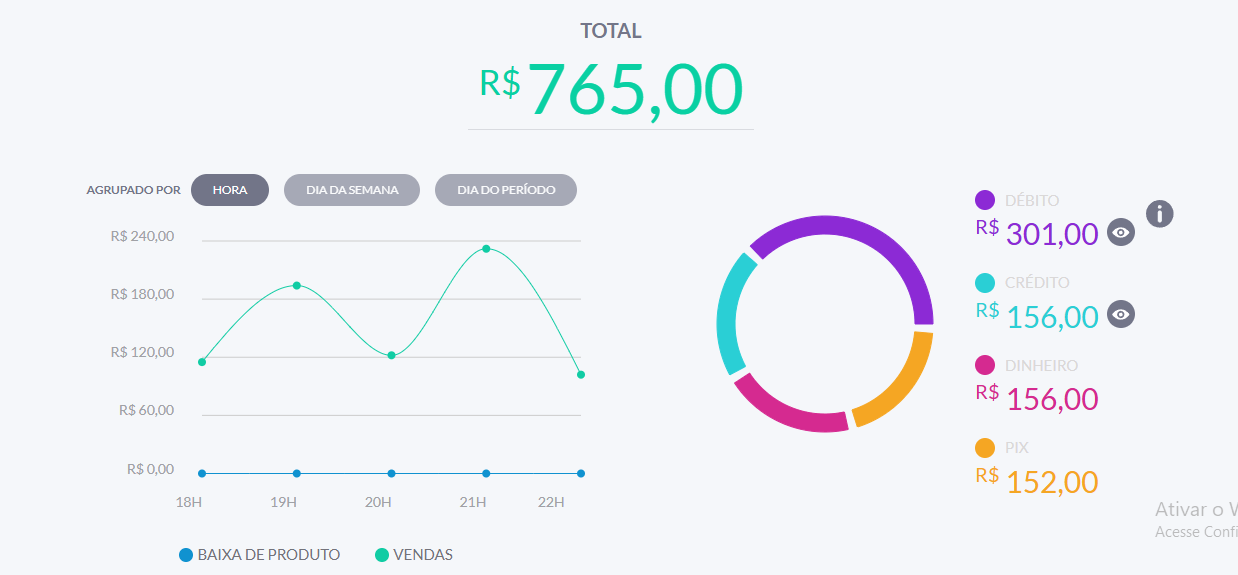 TOTAL
R$ 765,00
AGRUPADO POR HORA DIA DA SEMANA DIA DO PERÍODO
R$ 240,00
R$ 180,00
R$ 120,00
R$ 60,00
R$ 0,00
18H 19H 20H 21H 22H
BAIXA DE PRODUTO VENDAS
DÉBITO
R$ 301,00
CRÉDITO
R$ 156,00
DINHEIRO
R$ 156,00
PIX
R$ 152,00
Ativar o
Acesse